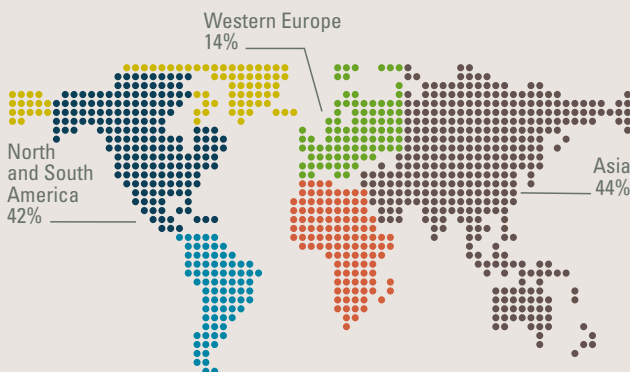 Western Europe
14%
North
and South
America
42%
Asia
44%